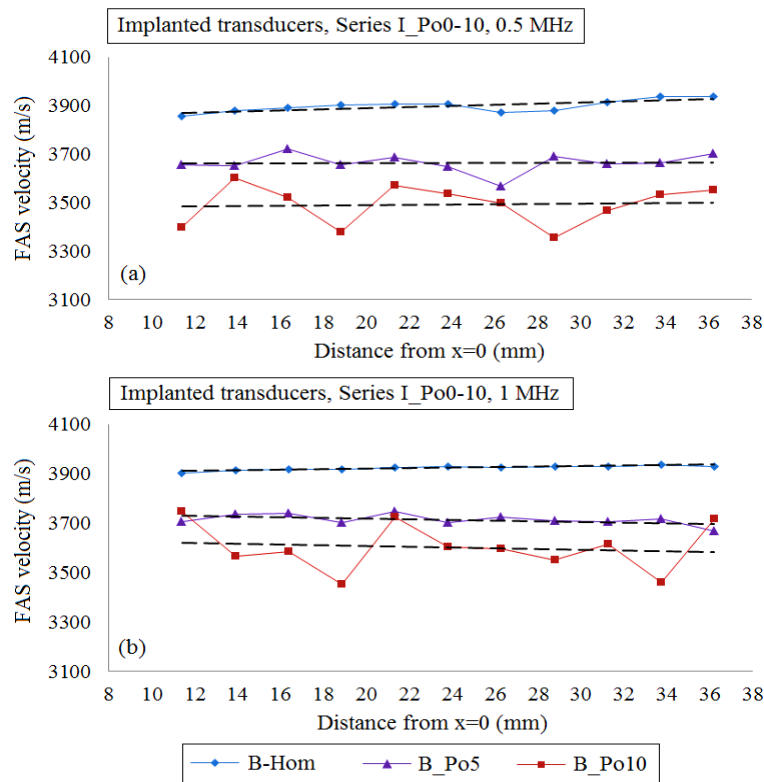 Implanted transducers, Series I_Po0-10, 0.5 MHz
4100
3900
3700
3500
3300
3100
FAS velocity (m/s)
(a)
8 10 12 14 16 18 20 22 24 26 28 30 32 34 36 38
Distance from x=0 (mm)
Implanted transducers, Series I_Po0-10, 1 MHz
4100
3900
3700
3500
3300
3100
FAS velocity (m/s)
(b)
8 10 12 14 16 18 20 22 24 26 28 30 32 34 36 38
Distance from x=0 (mm)
B-Hom B_Po5 B_Po10